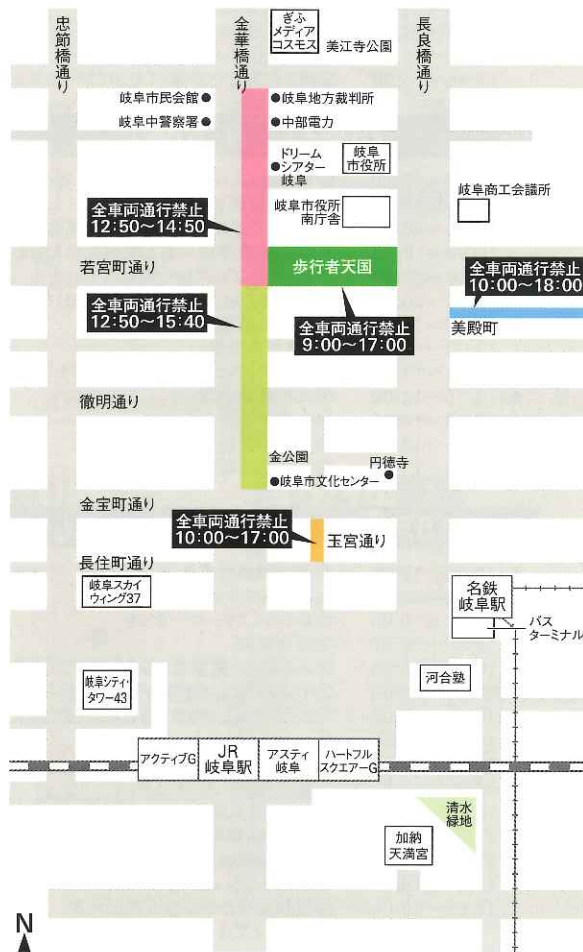 忠節橋通り
金華橋通り
長良橋通り
ぎふ
メディア
コスモス
美江寺公園
岐阜市民会館
岐阜地方裁判所
岐阜中警察署
中部電力
ドリーム
シアター
岐阜
岐阜
市役所
岐阜市役所
南庁舎
岐阜商工会議所
全車両通行禁止
12:50〜14:50
若宮町通り
歩行者天国
全車両通行禁止
10:00〜18:00
全車両通行禁止
12:50〜15:40
全車両通行禁止
9:00〜17:00
美殿町
徹明通り
金公園
円徳寺
岐阜市文化センター
金宝町通り
全車両通行禁止
10:00〜17:00
玉宮通り
長住町通り
岐阜スカイ
ウィング37
名鉄
岐阜駅
バス
ターミナル
岐阜シティ・
タワー43
河合塾
アクティブG
JR
岐阜駅
アスティ
岐阜
ハートフル
スクエアーG
清水
緑地
加納
天満宮
N